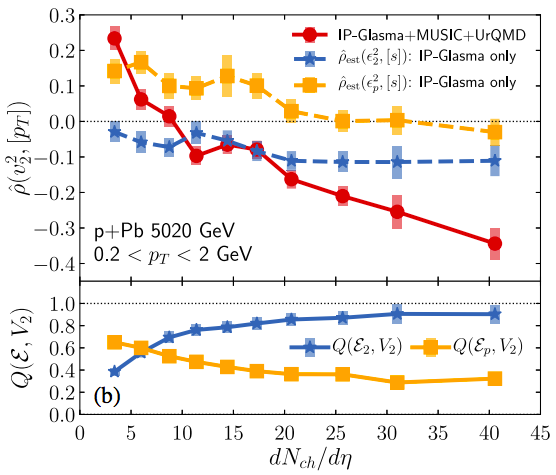 IP-Glasma+MUSIC+UrQMD
ρ̂_est(ε₂², [s]): IP-Glasma only
ρ̂_est(ε_p², [s]): IP-Glasma only
ρ̂(v₂², [p_T])
0.2
0.1
0.0
−0.1
−0.2
−0.3
−0.4
p+Pb 5020 GeV
0.2 < p_T < 2 GeV
Q(ℰ, V₂)
1.0
0.8
0.6
0.4
0.2
0.0
Q(ℰ₂, V₂) Q(ℰ_p, V₂)
(b)
0 5 10 15 20 25 30 35 40 45
dN_ch/dη